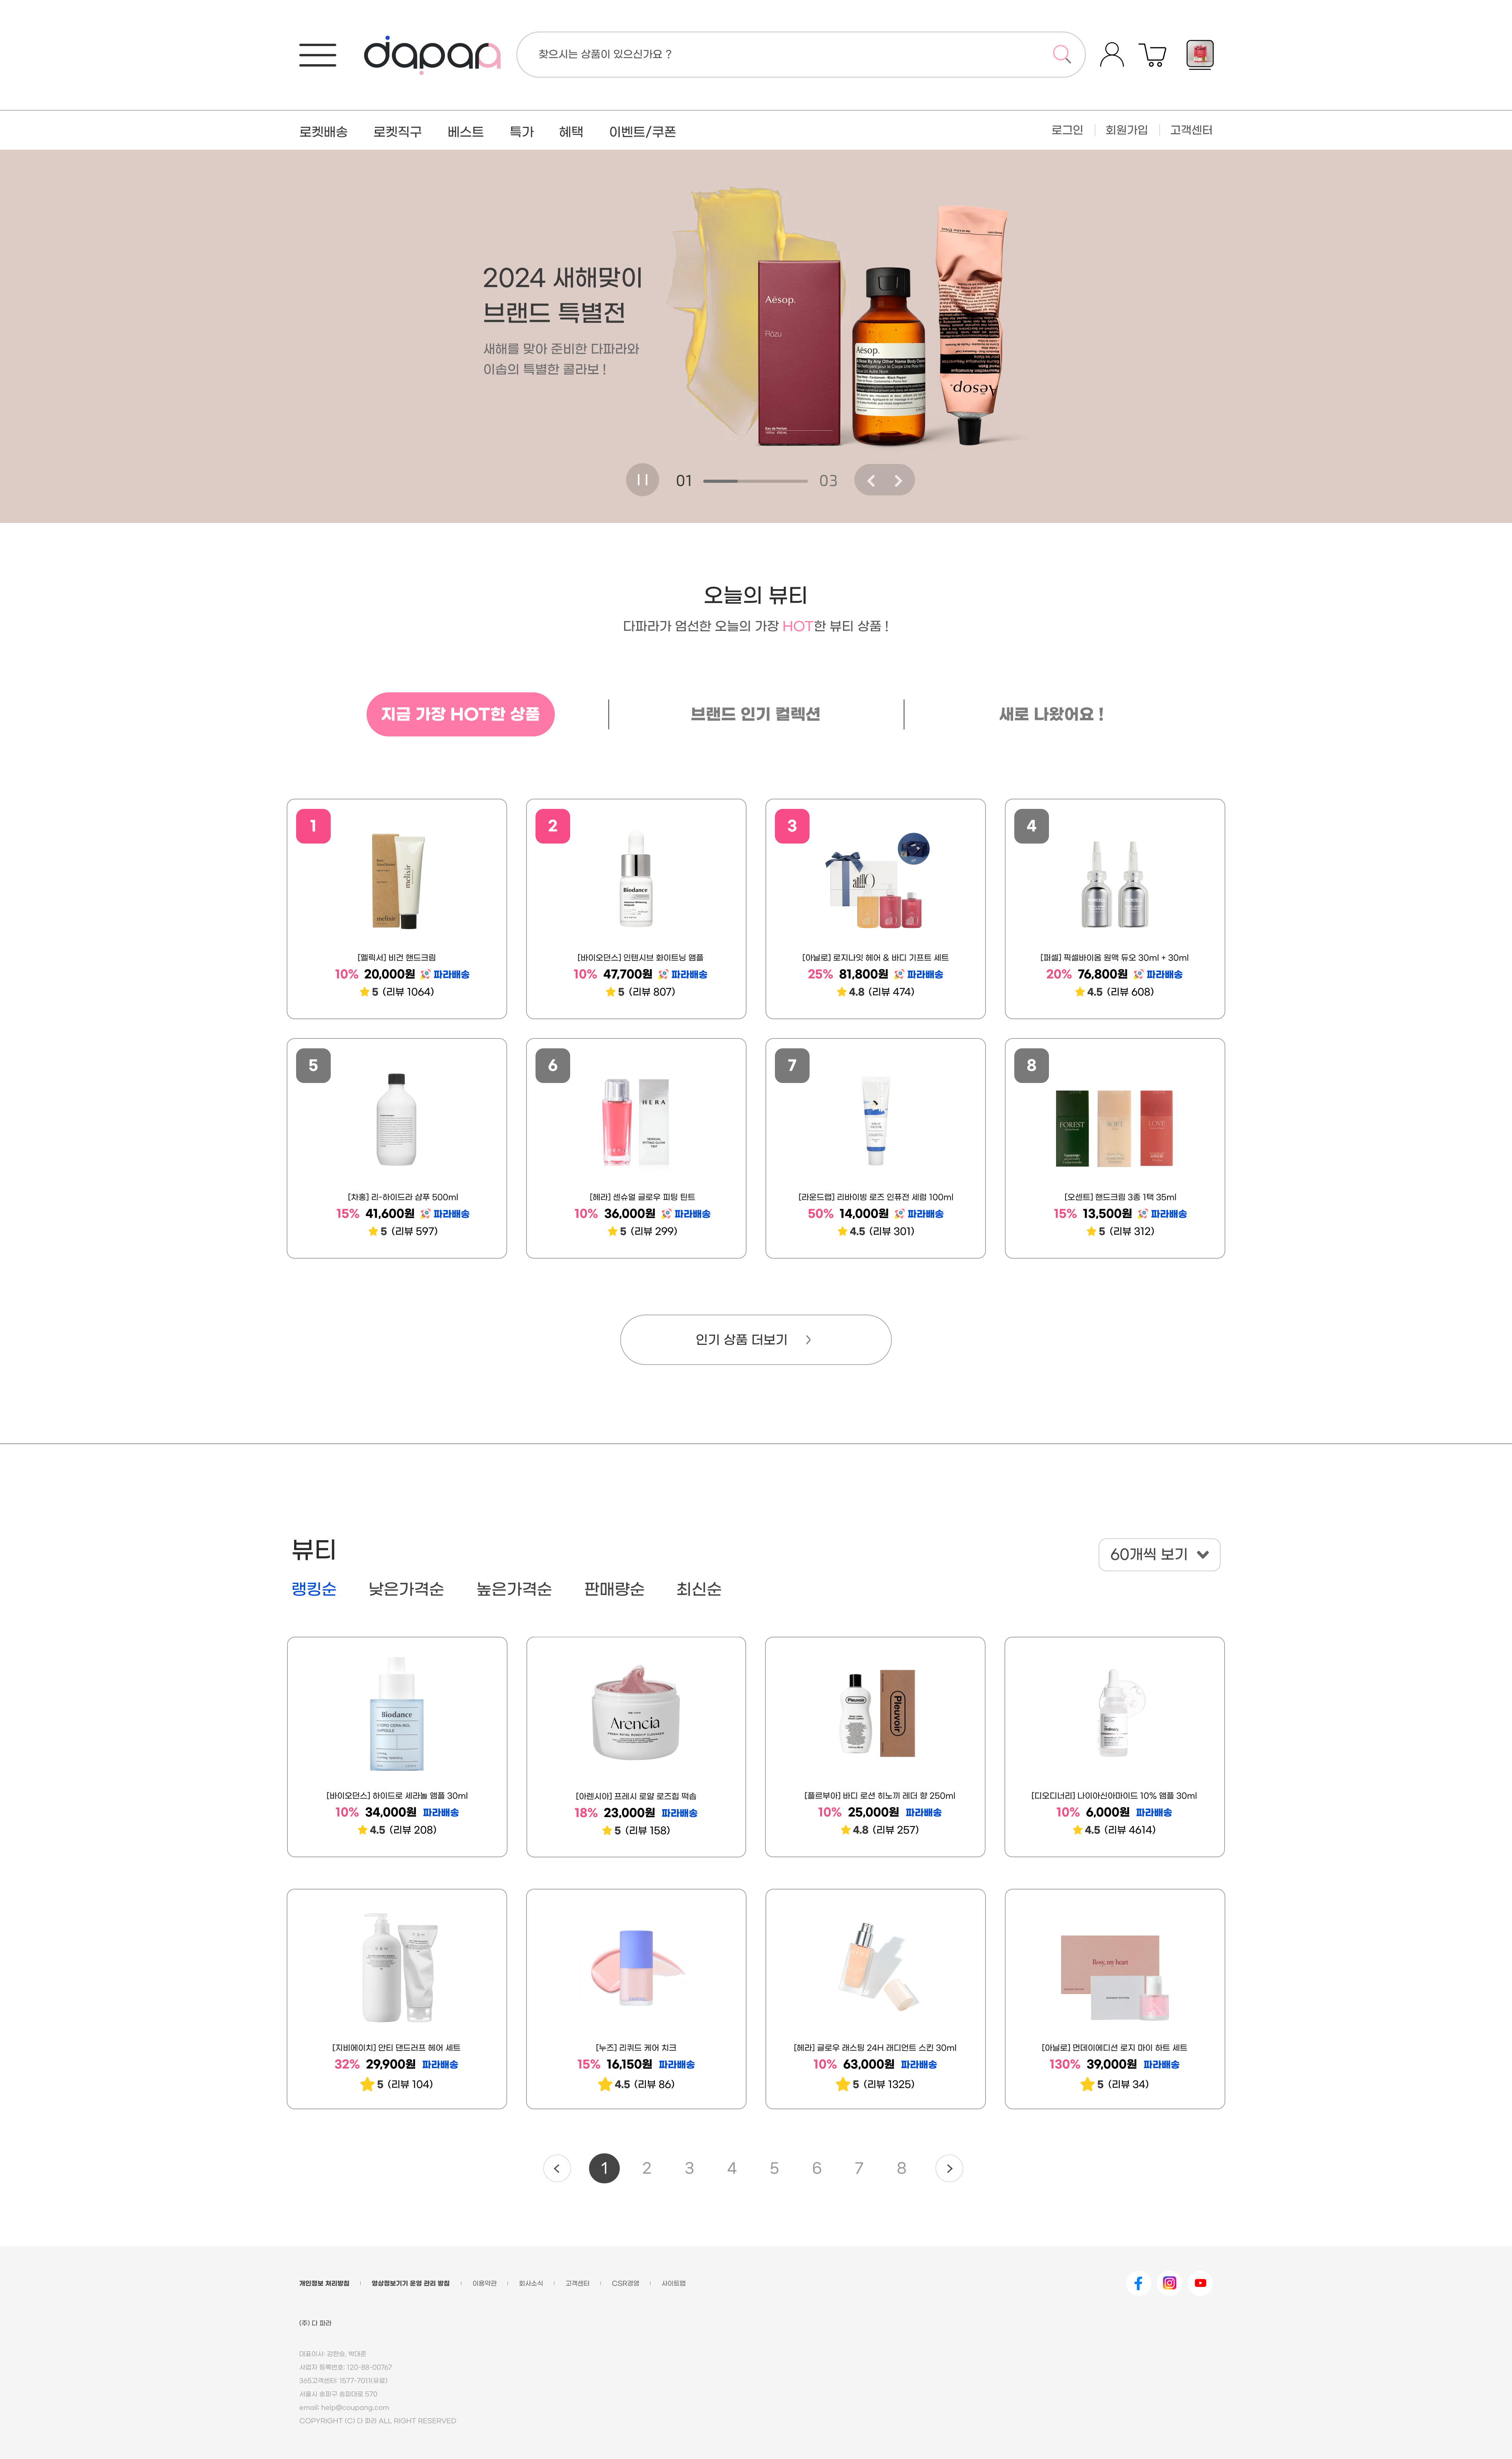 dapara
찾으시는 상품이 있으신가요 ?
로켓배송 로켓직구 베스트 특가 혜택 이벤트/쿠폰
로그인 회원가입 고객센터
2024 새해맞이
브랜드 특별전
새해를 맞아 준비한 다파라와
이솝의 특별한 콜라보 !
Aēsop.
Rōzu
Aesop.
Aesop.
01 03
오늘의 뷰티
다파라가 엄선한 오늘의 가장 HOT한 뷰티 상품 !
지금 가장 HOT한 상품 브랜드 인기 컬렉션 새로 나왔어요 !
1
melixir
melixir
[멜릭서] 비건 핸드크림
10% 20,000원 파라배송
5 (리뷰 1064)
2
Biodance
[바이오던스] 인텐시브 화이트닝 앰플
10% 47,700원 파라배송
5 (리뷰 807)
3
[아닐로] 로지나잇 헤어 & 바디 기프트 세트
25% 81,800원 파라배송
4.8 (리뷰 474)
4
[퍼셀] 픽셀바이옴 원액 듀오 30ml + 30ml
20% 76,800원 파라배송
4.5 (리뷰 608)
5
[차홍] 리-하이드라 샴푸 500ml
15% 41,600원 파라배송
5 (리뷰 597)
6
HERA
[헤라] 센슈얼 글로우 피팅 틴트
10% 36,000원 파라배송
5 (리뷰 299)
7
[라운드랩] 리바이빙 로즈 인퓨전 세럼 100ml
50% 14,000원 파라배송
4.5 (리뷰 301)
8
FOREST
SOFT
LOVE
[오센트] 핸드크림 3종 1택 35ml
15% 13,500원 파라배송
5 (리뷰 312)
인기 상품 더보기
뷰티
60개씩 보기
랭킹순 낮은가격순 높은가격순 판매량순 최신순
Biodance
[바이오던스] 하이드로 세라놀 앰플 30ml
10% 34,000원 파라배송
4.5 (리뷰 208)
Arencia
[아렌시아] 프레시 로얄 로즈힙 떡솝
18% 23,000원 파라배송
5 (리뷰 158)
Pleuvoir
Pleuvoir
[플르부아] 바디 로션 히노끼 레더 향 250ml
10% 25,000원 파라배송
4.8 (리뷰 257)
[디오디너리] 나이아신아마이드 10% 앰플 30ml
10% 6,000원 파라배송
4.5 (리뷰 4614)
[지비에이치] 안티 댄드러프 헤어 세트
32% 29,900원 파라배송
5 (리뷰 104)
[누즈] 리퀴드 케어 치크
15% 16,150원 파라배송
4.5 (리뷰 86)
[헤라] 글로우 래스팅 24H 래디언트 스킨 30ml
10% 63,000원 파라배송
5 (리뷰 1325)
Rosy, my heart
[아닐로] 먼데이에디션 로지 마이 하트 세트
130% 39,000원 파라배송
5 (리뷰 34)
1 2 3 4 5 6 7 8
개인정보 처리방침 영상정보기기 운영 관리 방침 이용약관 회사소식 고객센터 CSR경영 사이트맵
(주) 다 파라
대표이사: 강한승, 박대준
사업자 등록번호: 120-88-00767
365고객센터: 1577-7011(유료)
서울시 송파구 송파대로 570
email: help@coupang.com
COPYRIGHT (C) 다 파라 ALL RIGHT RESERVED